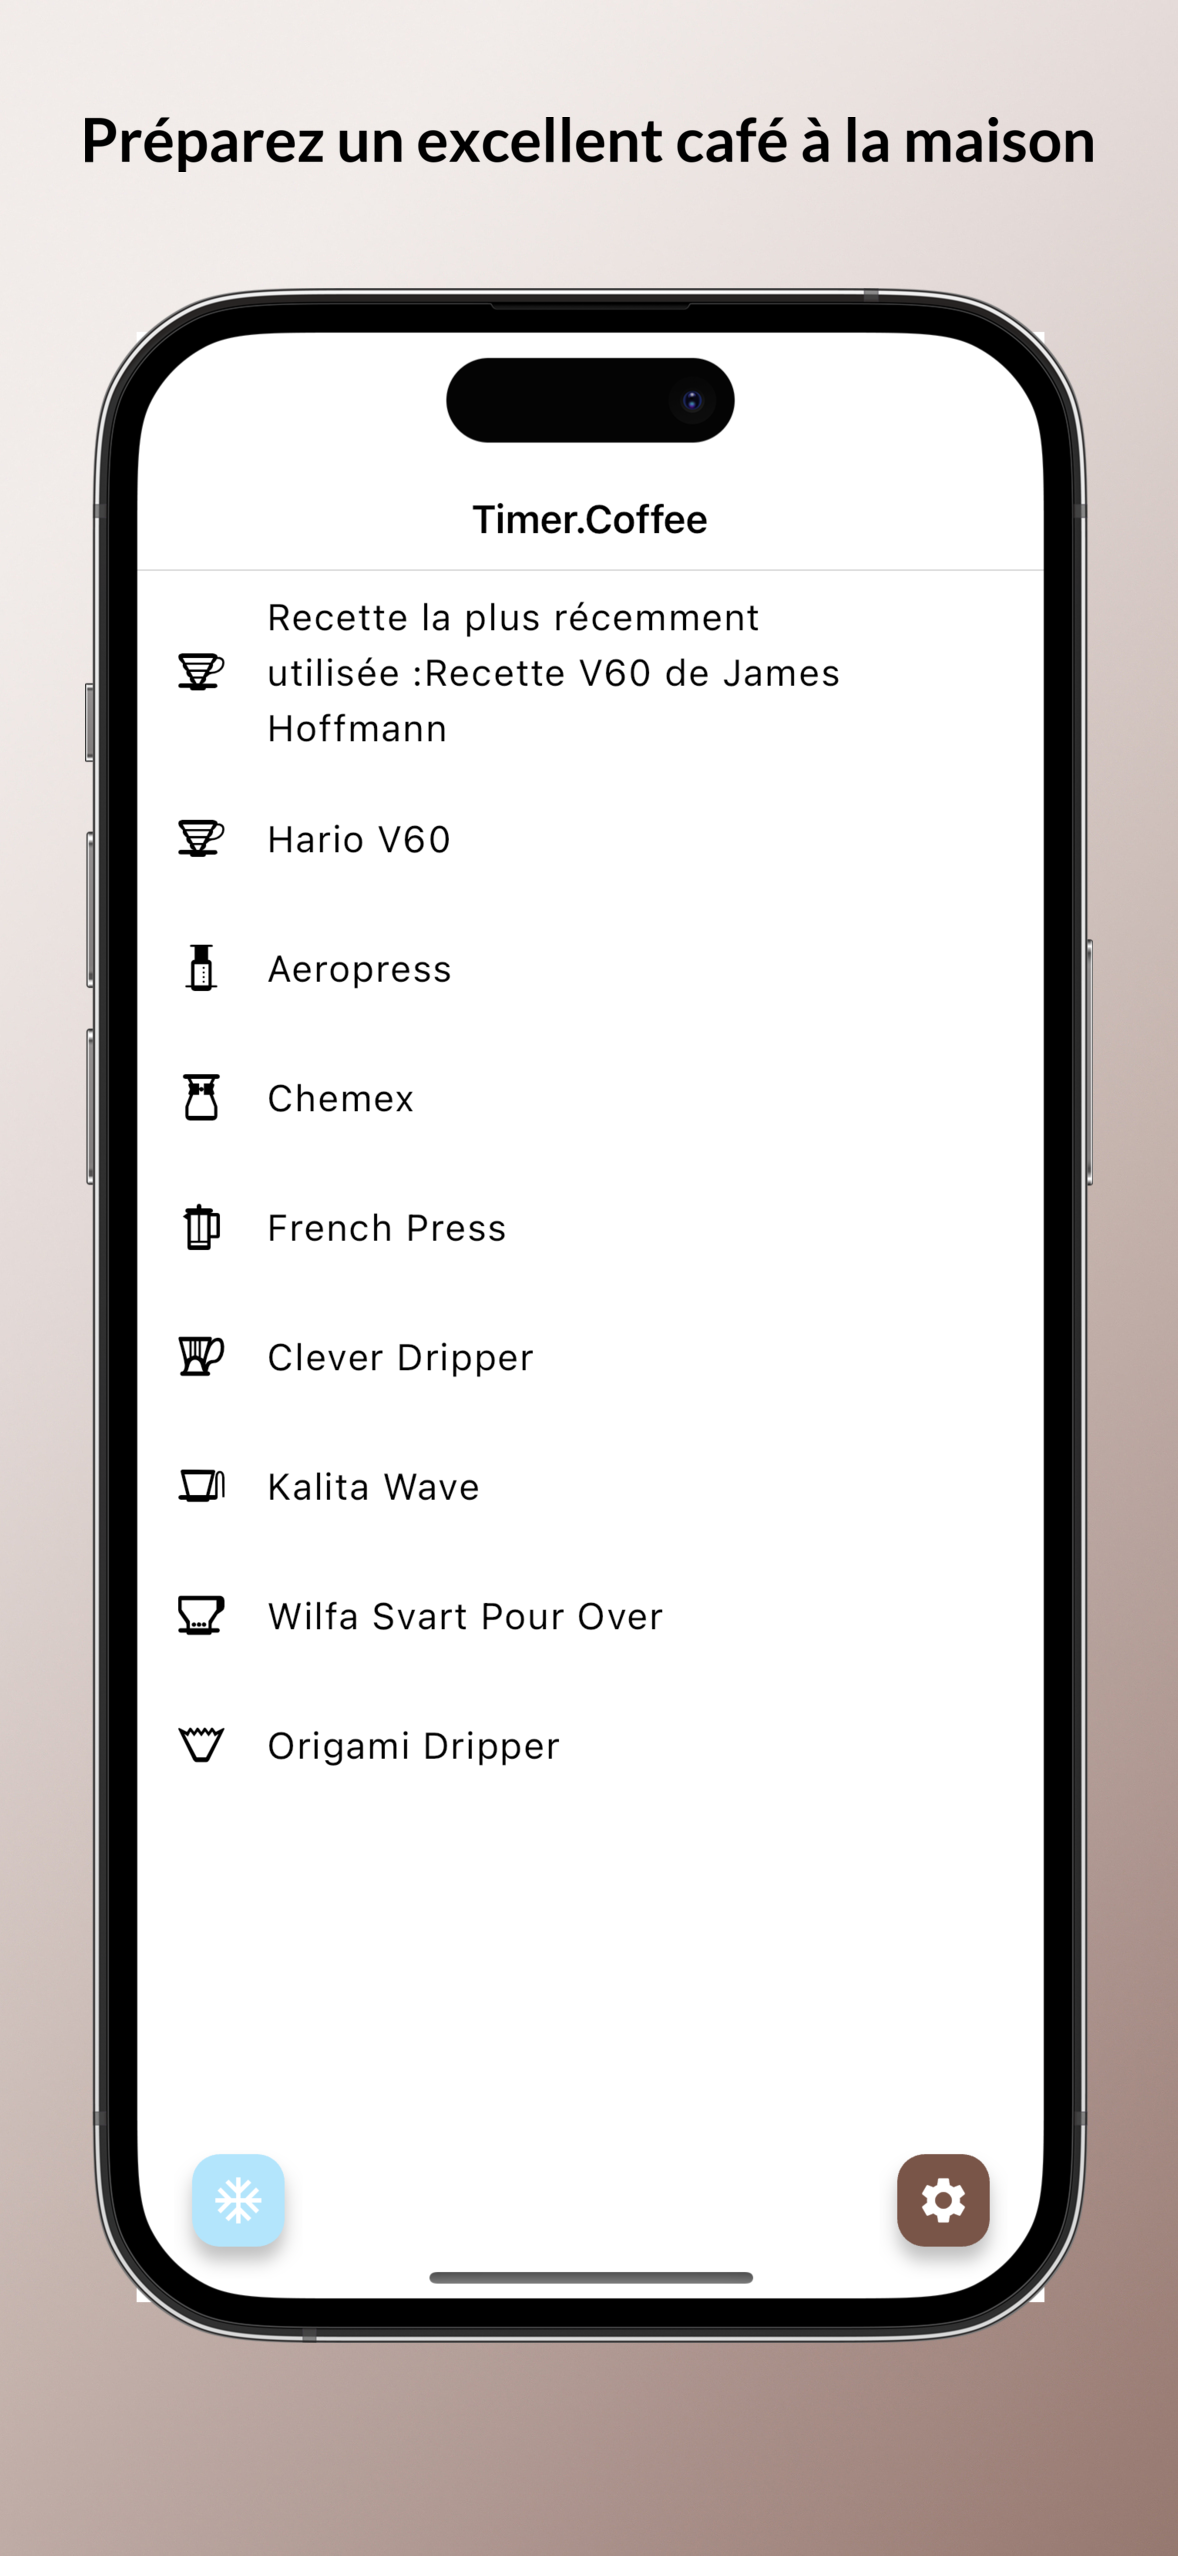 Préparez un excellent café à la maison
Timer.Coffee
Recette la plus récemment
utilisée :Recette V60 de James
Hoffmann
Hario V60
Aeropress
Chemex
French Press
Clever Dripper
Kalita Wave
Wilfa Svart Pour Over
Origami Dripper